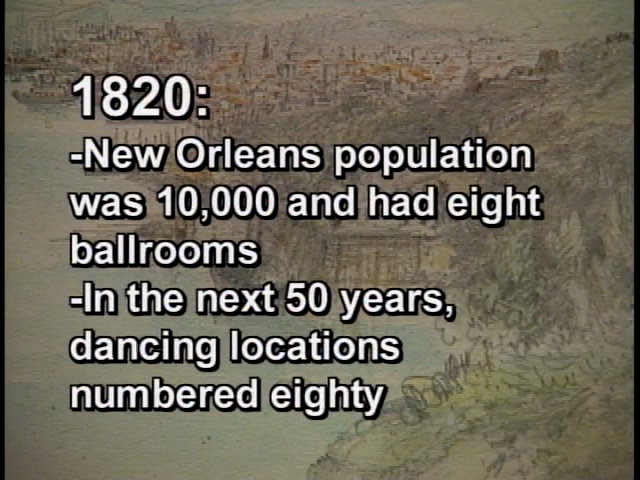 1820:
-New Orleans population
was 10,000 and had eight
ballrooms
-In the next 50 years,
dancing locations
numbered eighty